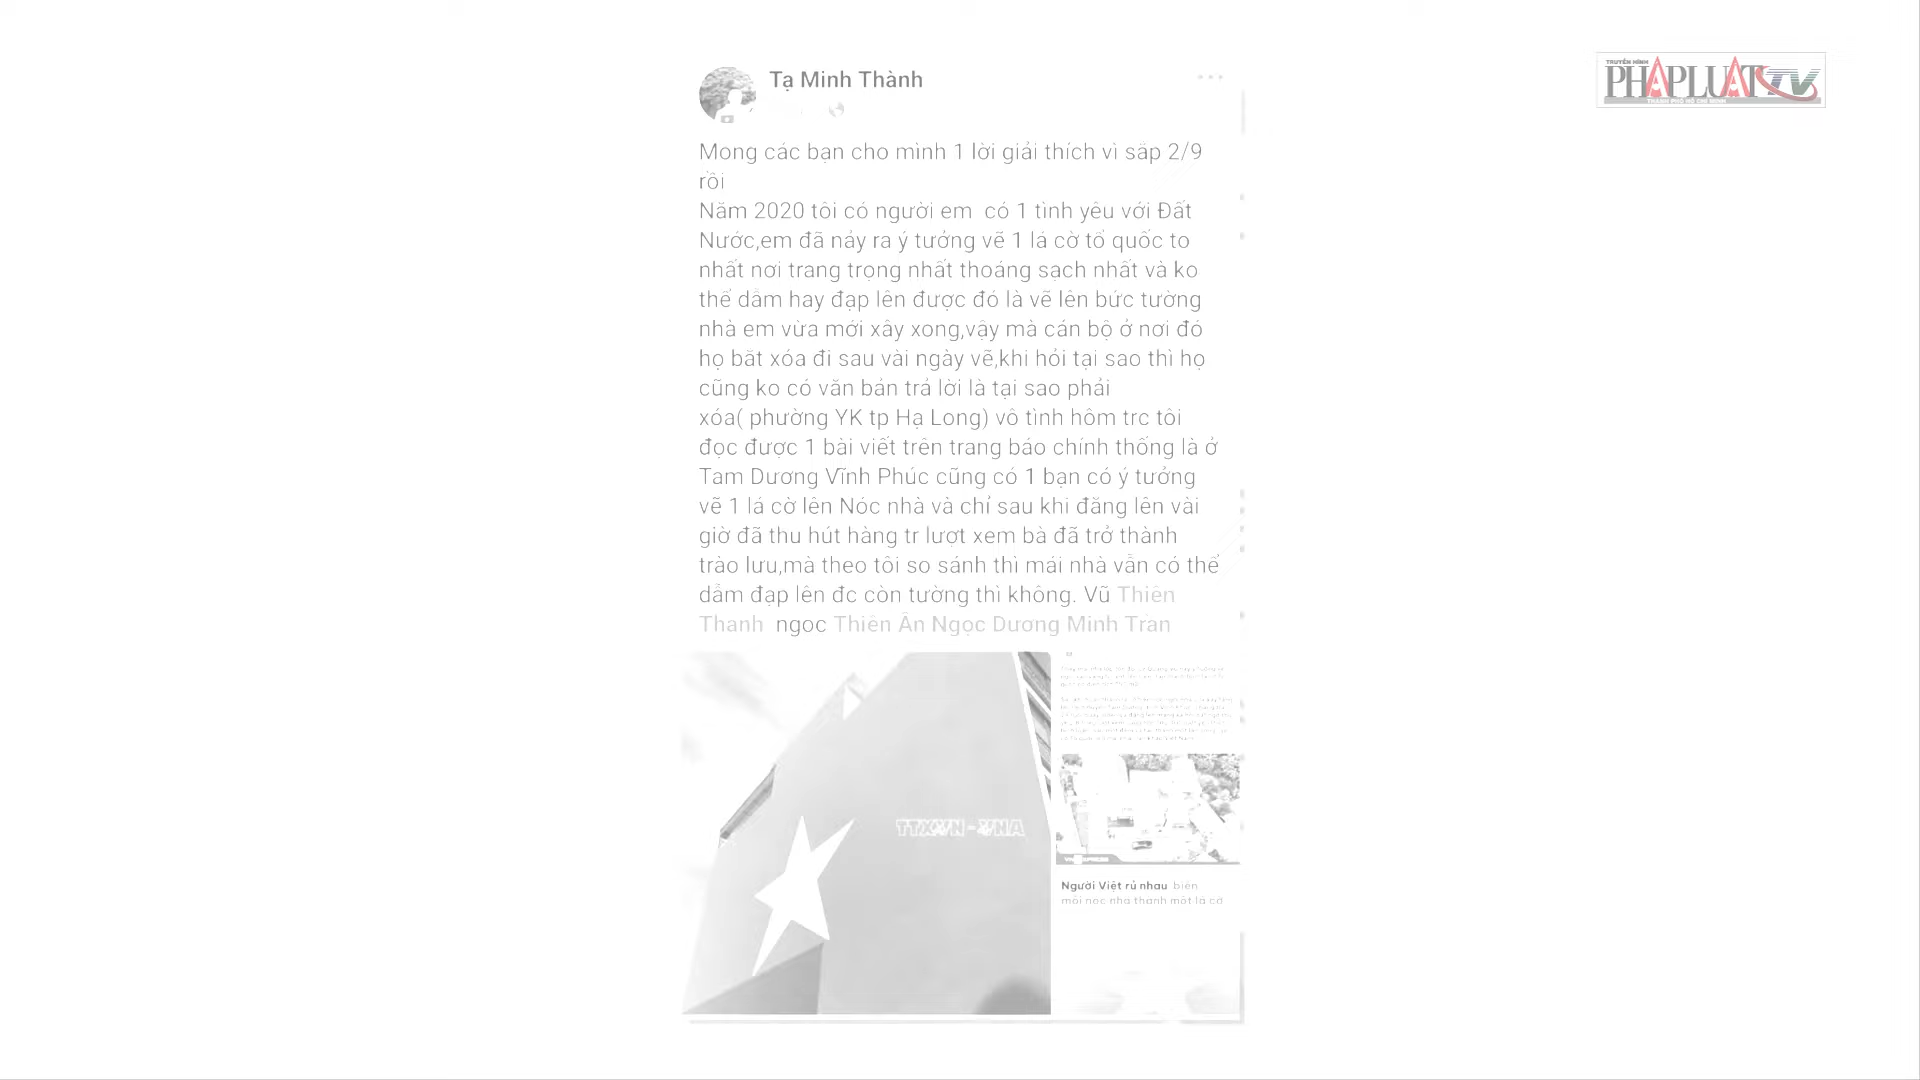 TRUYỀN HÌNH
PHÁPLUẬTTV
THÀNH PHỐ HỒ CHÍ MINH
Tạ Minh Thành
Mong các bạn cho mình 1 lời giải thích vì sắp 2/9
rồi
Năm 2020 tôi có người em có 1 tình yêu với Đất
Nước,em đã nảy ra ý tưởng vẽ 1 lá cờ tổ quốc to
nhất nơi trang trọng nhất thoáng sạch nhất và ko
thể dẫm hay đạp lên được đó là vẽ lên bức tường
nhà em vừa mới xây xong,vậy mà cán bộ ở nơi đó
họ bắt xóa đi sau vài ngày vẽ,khi hỏi tại sao thì họ
cũng ko có văn bản trả lời là tại sao phải
xóa( phường YK tp Hạ Long) vô tình hôm trc tôi
đọc được 1 bài viết trên trang báo chính thống là ở
Tam Dương Vĩnh Phúc cũng có 1 bạn có ý tưởng
vẽ 1 lá cờ lên Nóc nhà và chỉ sau khi đăng lên vài
giờ đã thu hút hàng tr lượt xem bà đã trở thành
trào lưu,mà theo tôi so sánh thì mái nhà vẫn có thể
dẫm đạp lên đc còn tường thì không. Vũ Thiên
Thanh ngoc Thiên Ân Ngọc Dương Minh Tran
TTXVN - VNA
Người Việt rủ nhau biến
mỗi nóc nhà thành một lá cờ